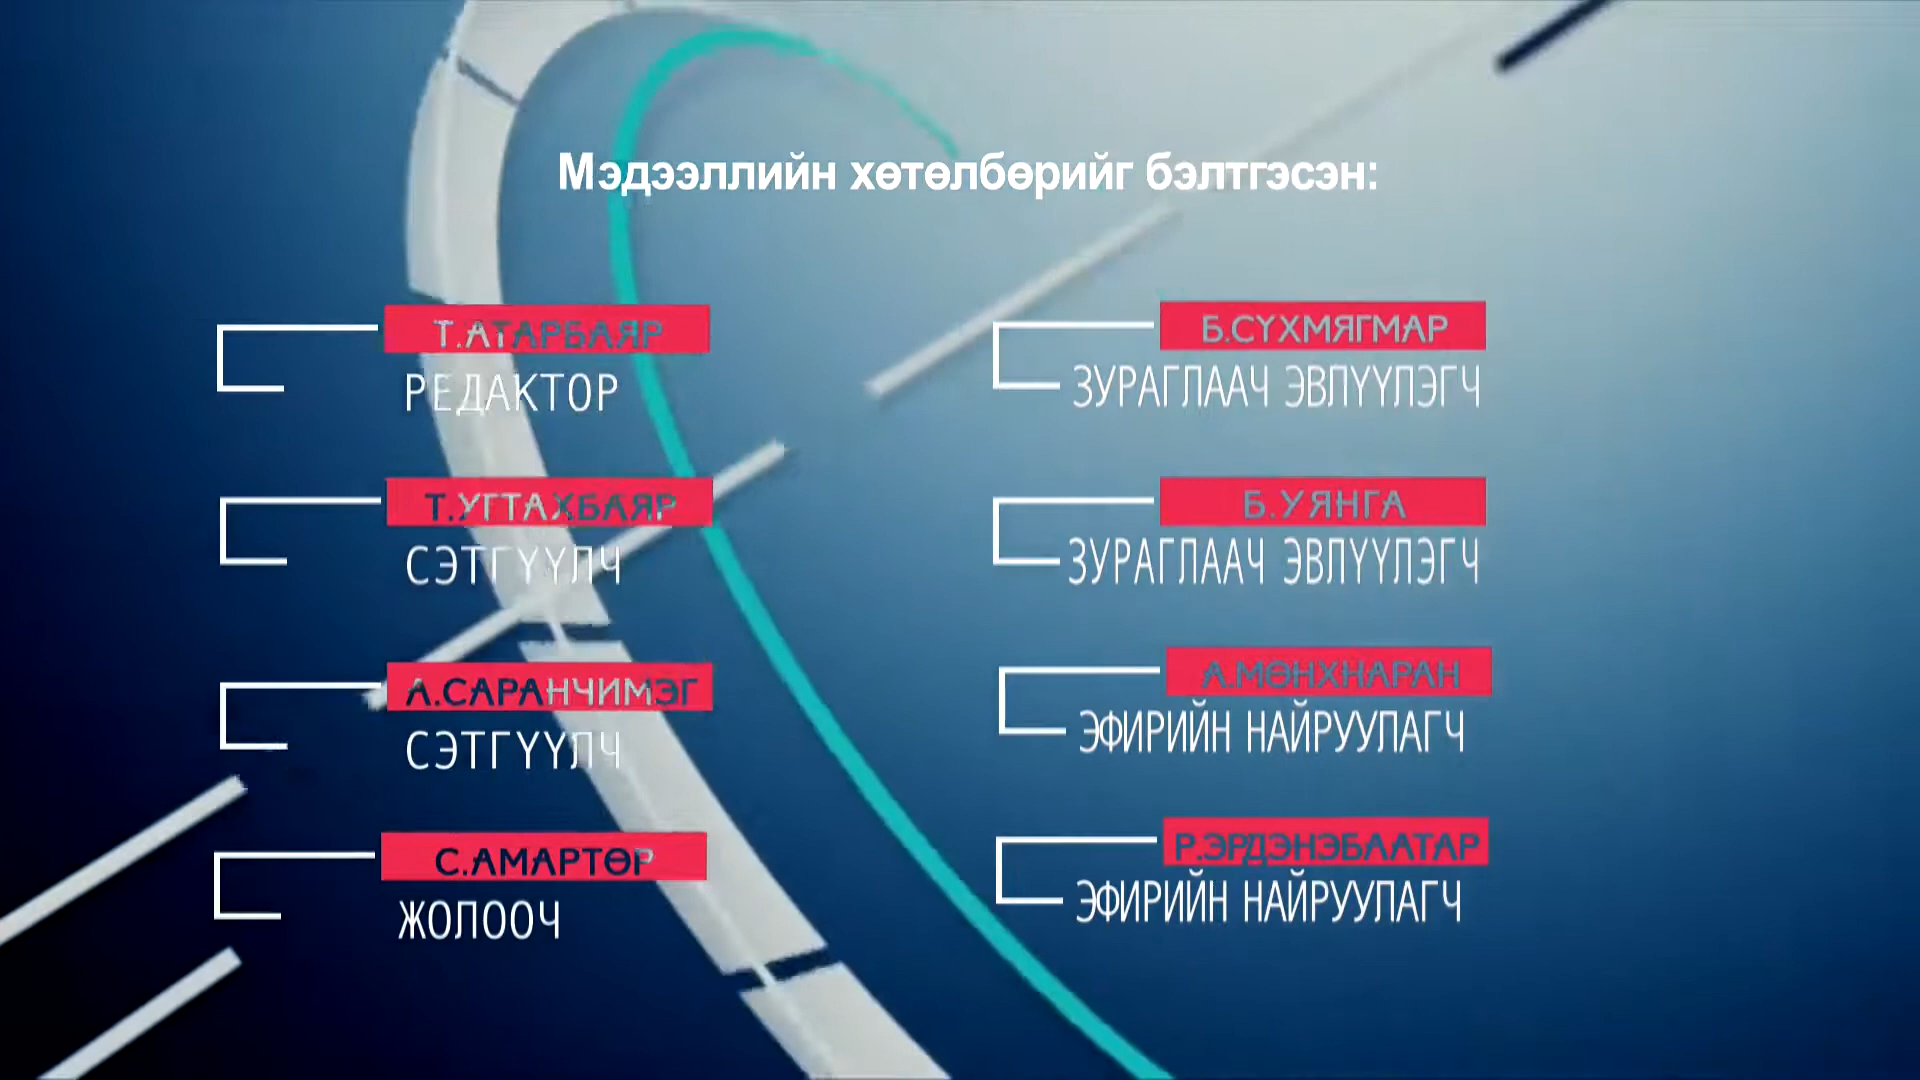 Мэдээллийн хөтөлбөрийг бэлтгэсэн:
Т.АТАРБАЯР
РЕДАКТОР
Т.УГТАХБАЯР
СЭТГҮҮЛЧ
А.САРАНЧИМЭГ
СЭТГҮҮЛЧ
С.АМАРТӨР
ЖОЛООЧ
Б.СҮХМЯГМАР
ЗУРАГЛААЧ ЭВЛҮҮЛЭГЧ
Б.УЯНГА
ЗУРАГЛААЧ ЭВЛҮҮЛЭГЧ
А.МӨНХНАРАН
ЭФИРИЙН НАЙРУУЛАГЧ
Р.ЭРДЭНЭБААТАР
ЭФИРИЙН НАЙРУУЛАГЧ